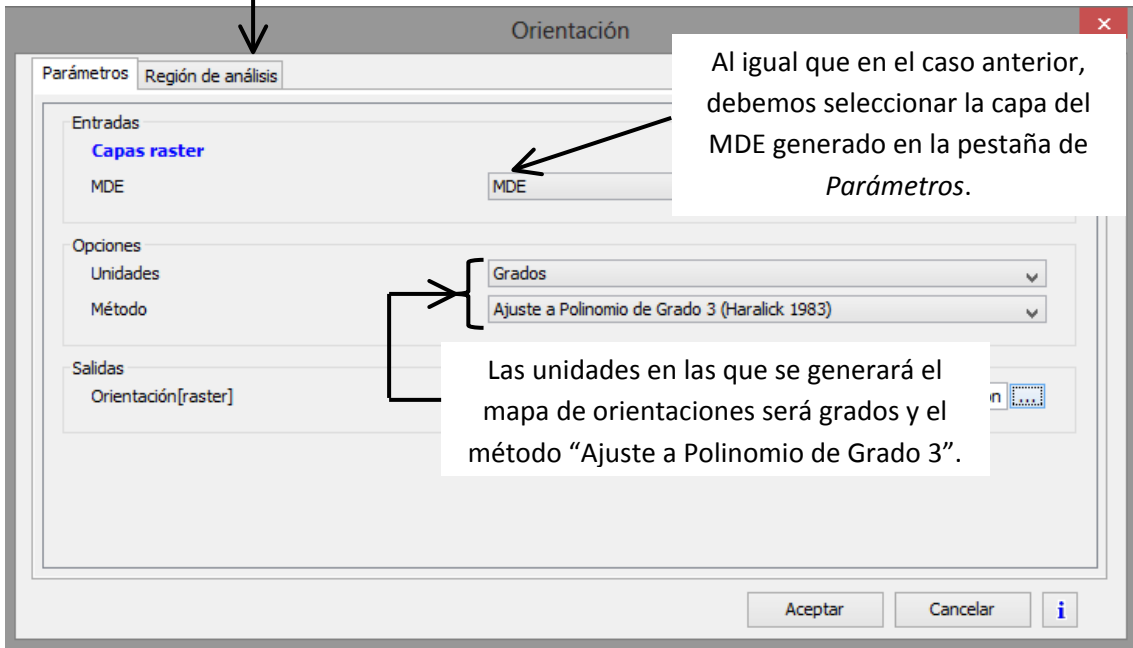 Orientación
Parámetros
Región de análisis
Al igual que en el caso anterior,
debemos seleccionar la capa del
MDE generado en la pestaña de
Parámetros.
Entradas
Capas raster
MDE
MDE
Opciones
Unidades
Grados
Método
Ajuste a Polinomio de Grado 3 (Haralick 1983)
Salidas
Orientación[raster]
...
Las unidades en las que se generará el
mapa de orientaciones será grados y el
método “Ajuste a Polinomio de Grado 3”.
Aceptar
Cancelar
i